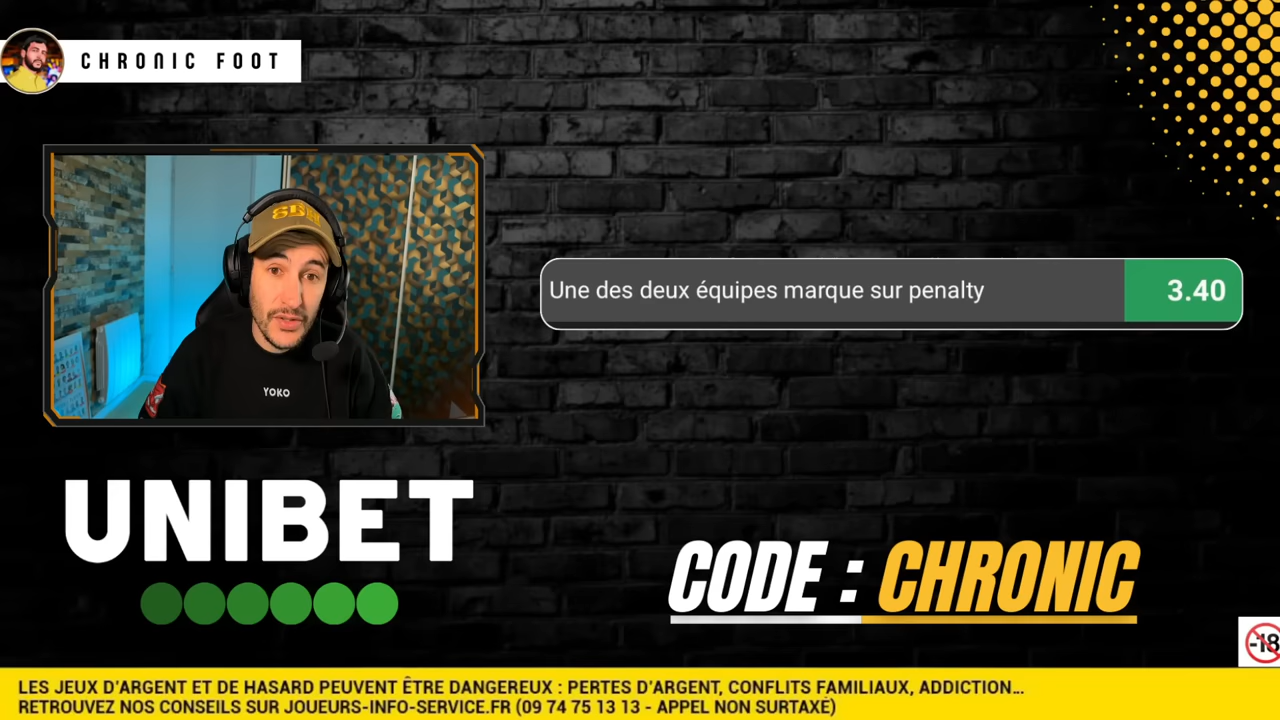 CHRONIC FOOT
YOKO
Une des deux équipes marque sur penalty
3.40
UNIBET
CODE : CHRONIC
-18
LES JEUX D'ARGENT ET DE HASARD PEUVENT ÊTRE DANGEREUX : PERTES D'ARGENT, CONFLITS FAMILIAUX, ADDICTION...
RETROUVEZ NOS CONSEILS SUR JOUEURS-INFO-SERVICE.FR (09 74 75 13 13 - APPEL NON SURTAXÉ)